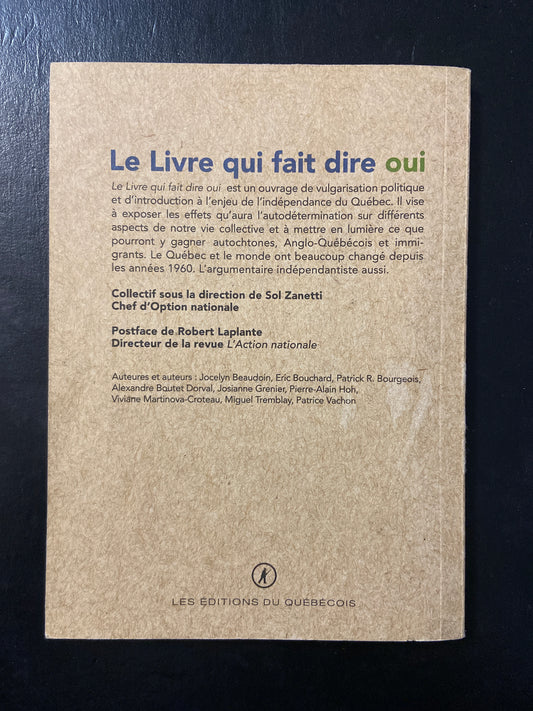 Le Livre qui fait dire oui
Le Livre qui fait dire oui est un ouvrage de vulgarisation politique
et d'introduction à l'enjeu de l'indépendance du Québec. Il vise
à exposer les effets qu'aura l'autodétermination sur différents
aspects de notre vie collective et à mettre en lumière ce que
pourront y gagner autochtones, Anglo-Québécois et immi-
grants. Le Québec et le monde ont beaucoup changé depuis
les années 1960. L'argumentaire indépendantiste aussi.
Collectif sous la direction de Sol Zanetti
Chef d'Option nationale
Postface de Robert Laplante
Directeur de la revue L'Action nationale
Auteures et auteurs : Jocelyn Beaudoin, Eric Bouchard, Patrick R. Bourgeois,
Alexandre Boutet Dorval, Josianne Grenier, Pierre-Alain Hoh,
Viviane Martinova-Croteau, Miguel Tremblay, Patrice Vachon
LES ÉDITIONS DU QUÉBÉCOIS